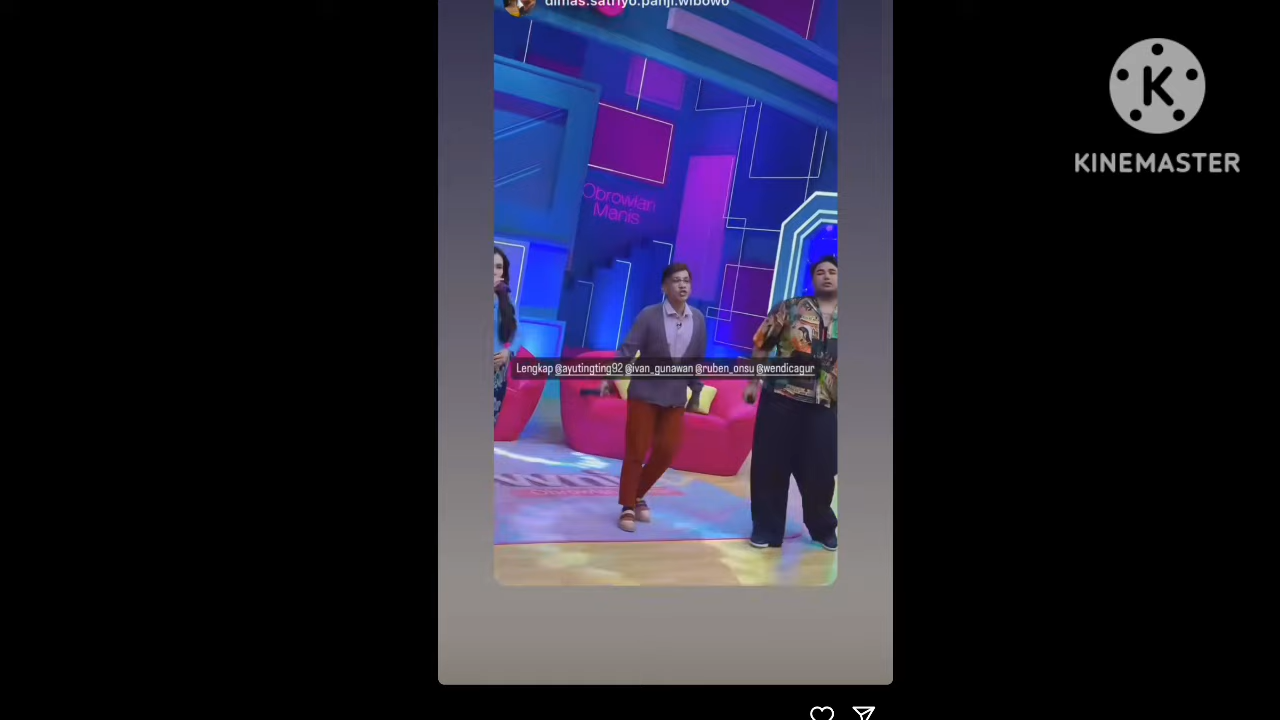 dimas.satriyo.panji.wibowo
K
KINEMASTER
Obrowlan
Manis
Lengkap @ayutingting92 @ivan_gunawan @ruben_onsu @wendicagur